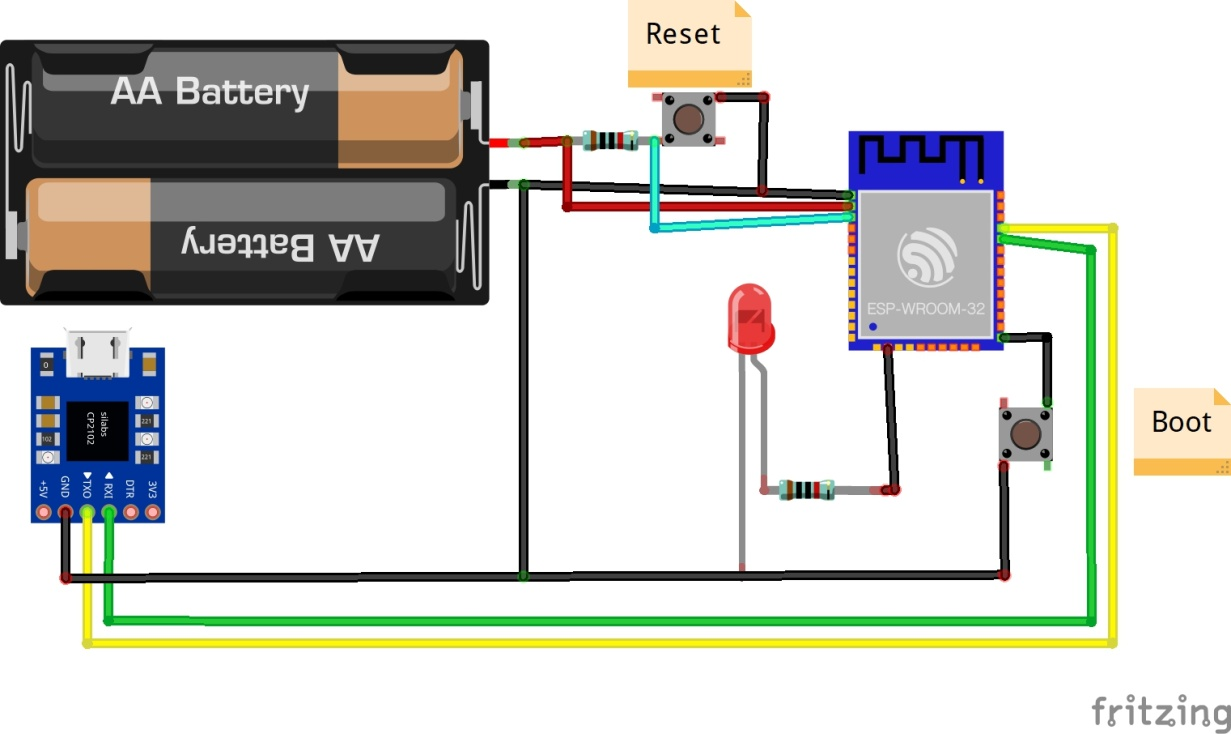 Reset
AA Battery
AA Battery
ESP-WROOM-32
0
silabs
CP2102
221
102
221
+5V
GND
TXO
RXI
DTR
3V3
Boot
fritzing